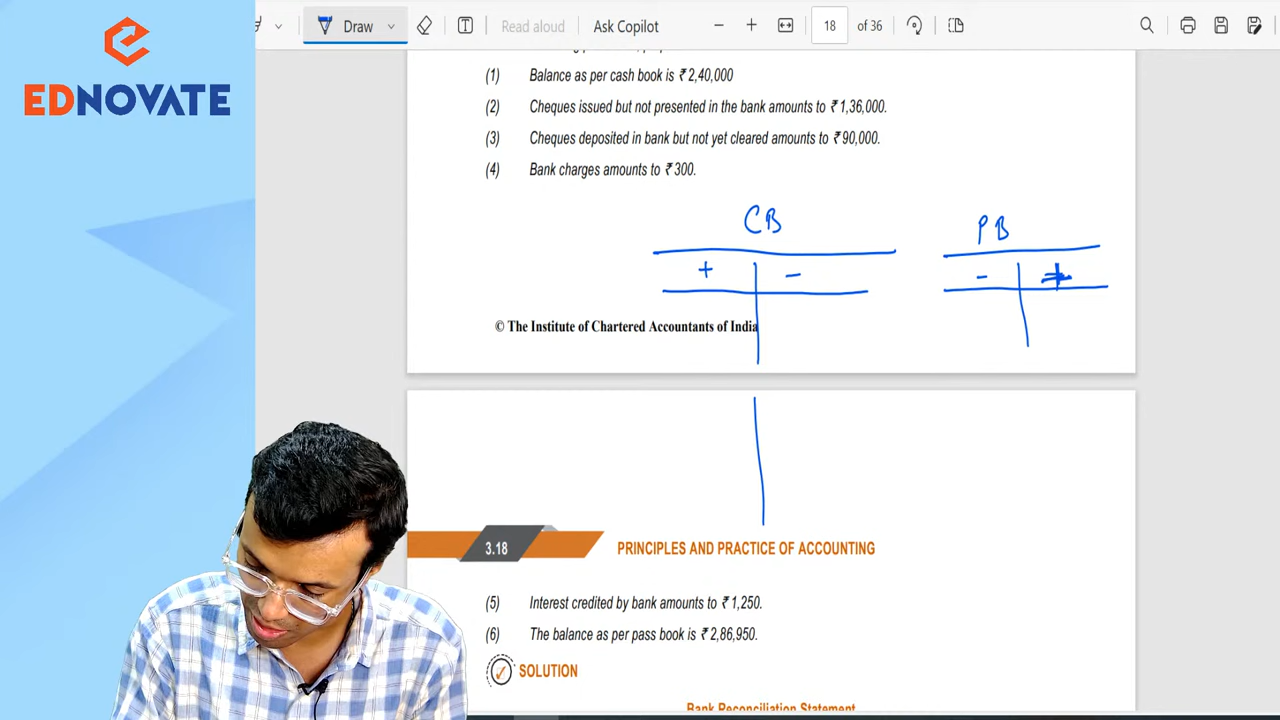 Draw
Read aloud
Ask Copilot
18 of 36
EDNOVATE
(1) Balance as per cash book is ₹ 2,40,000
(2) Cheques issued but not presented in the bank amounts to ₹ 1,36,000.
(3) Cheques deposited in bank but not yet cleared amounts to ₹ 90,000.
(4) Bank charges amounts to ₹ 300.
CB PB
+ - - +
© The Institute of Chartered Accountants of India
3.18 PRINCIPLES AND PRACTICE OF ACCOUNTING
(5) Interest credited by bank amounts to ₹ 1,250.
(6) The balance as per pass book is ₹ 2,86,950.
SOLUTION
Bank Reconciliation Statement